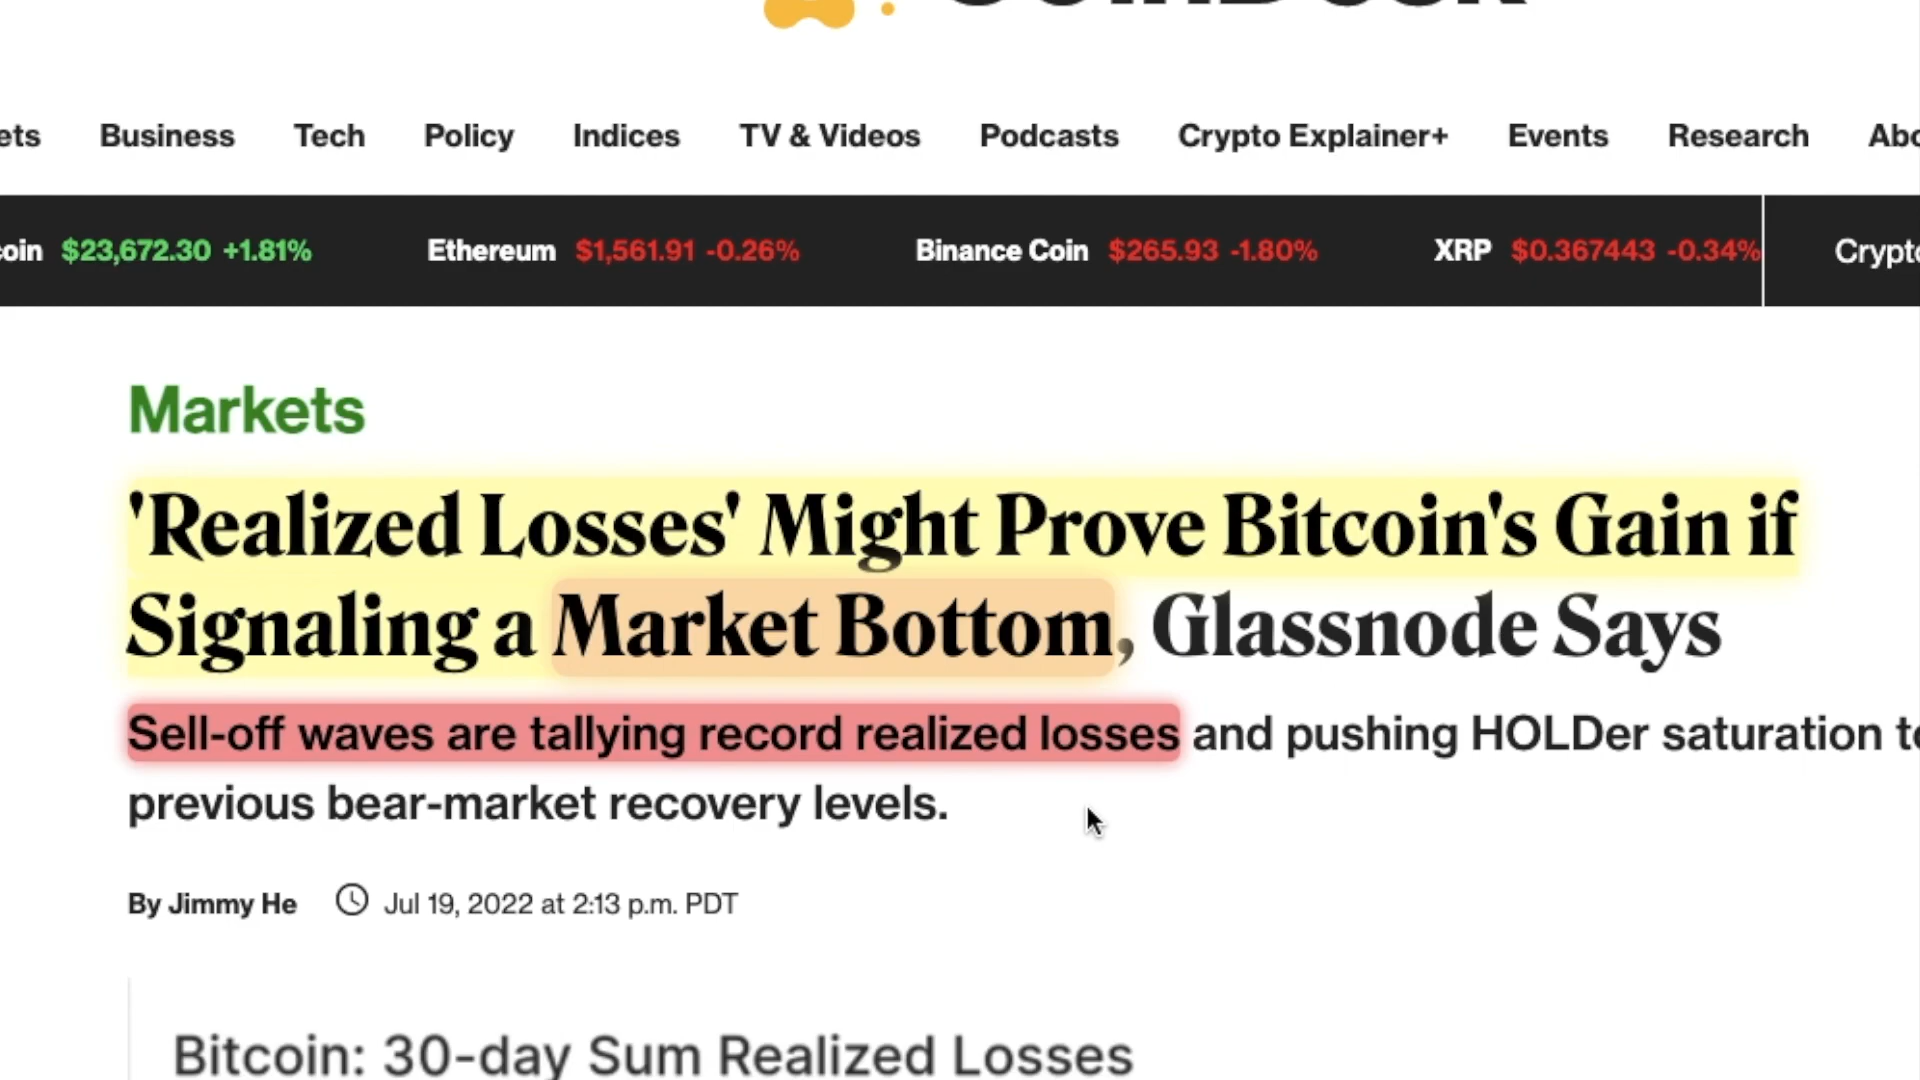 Business Tech Policy Indices TV & Videos Podcasts Crypto Explainer+ Events Research
$23,672.30 +1.81% Ethereum $1,561.91 -0.26% Binance Coin $265.93 -1.80% XRP $0.367443 -0.34%
Markets
'Realized Losses' Might Prove Bitcoin's Gain if
Signaling a Market Bottom, Glassnode Says
Sell-off waves are tallying record realized losses and pushing HOLDer saturation
previous bear-market recovery levels.
By Jimmy He Jul 19, 2022 at 2:13 p.m. PDT
Bitcoin: 30-day Sum Realized Losses